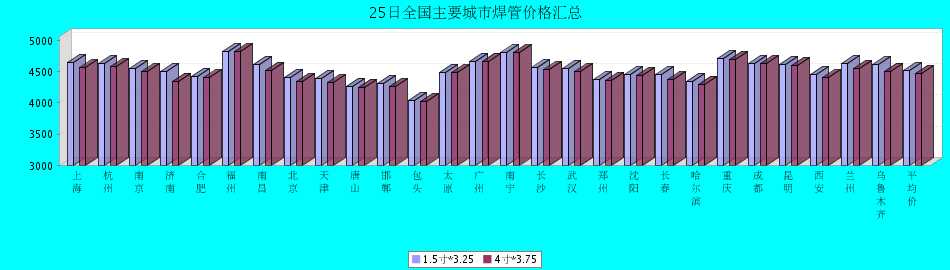 25日全国主要城市焊管价格汇总
5000
4500
4000
3500
3000
上海
杭州
南京
济南
合肥
福州
南昌
北京
天津
唐山
邯郸
包头
太原
广州
南宁
长沙
武汉
郑州
沈阳
长春
哈尔滨
重庆
成都
昆明
西安
兰州
乌鲁木齐
平均价
1.5寸*3.25
4寸*3.75